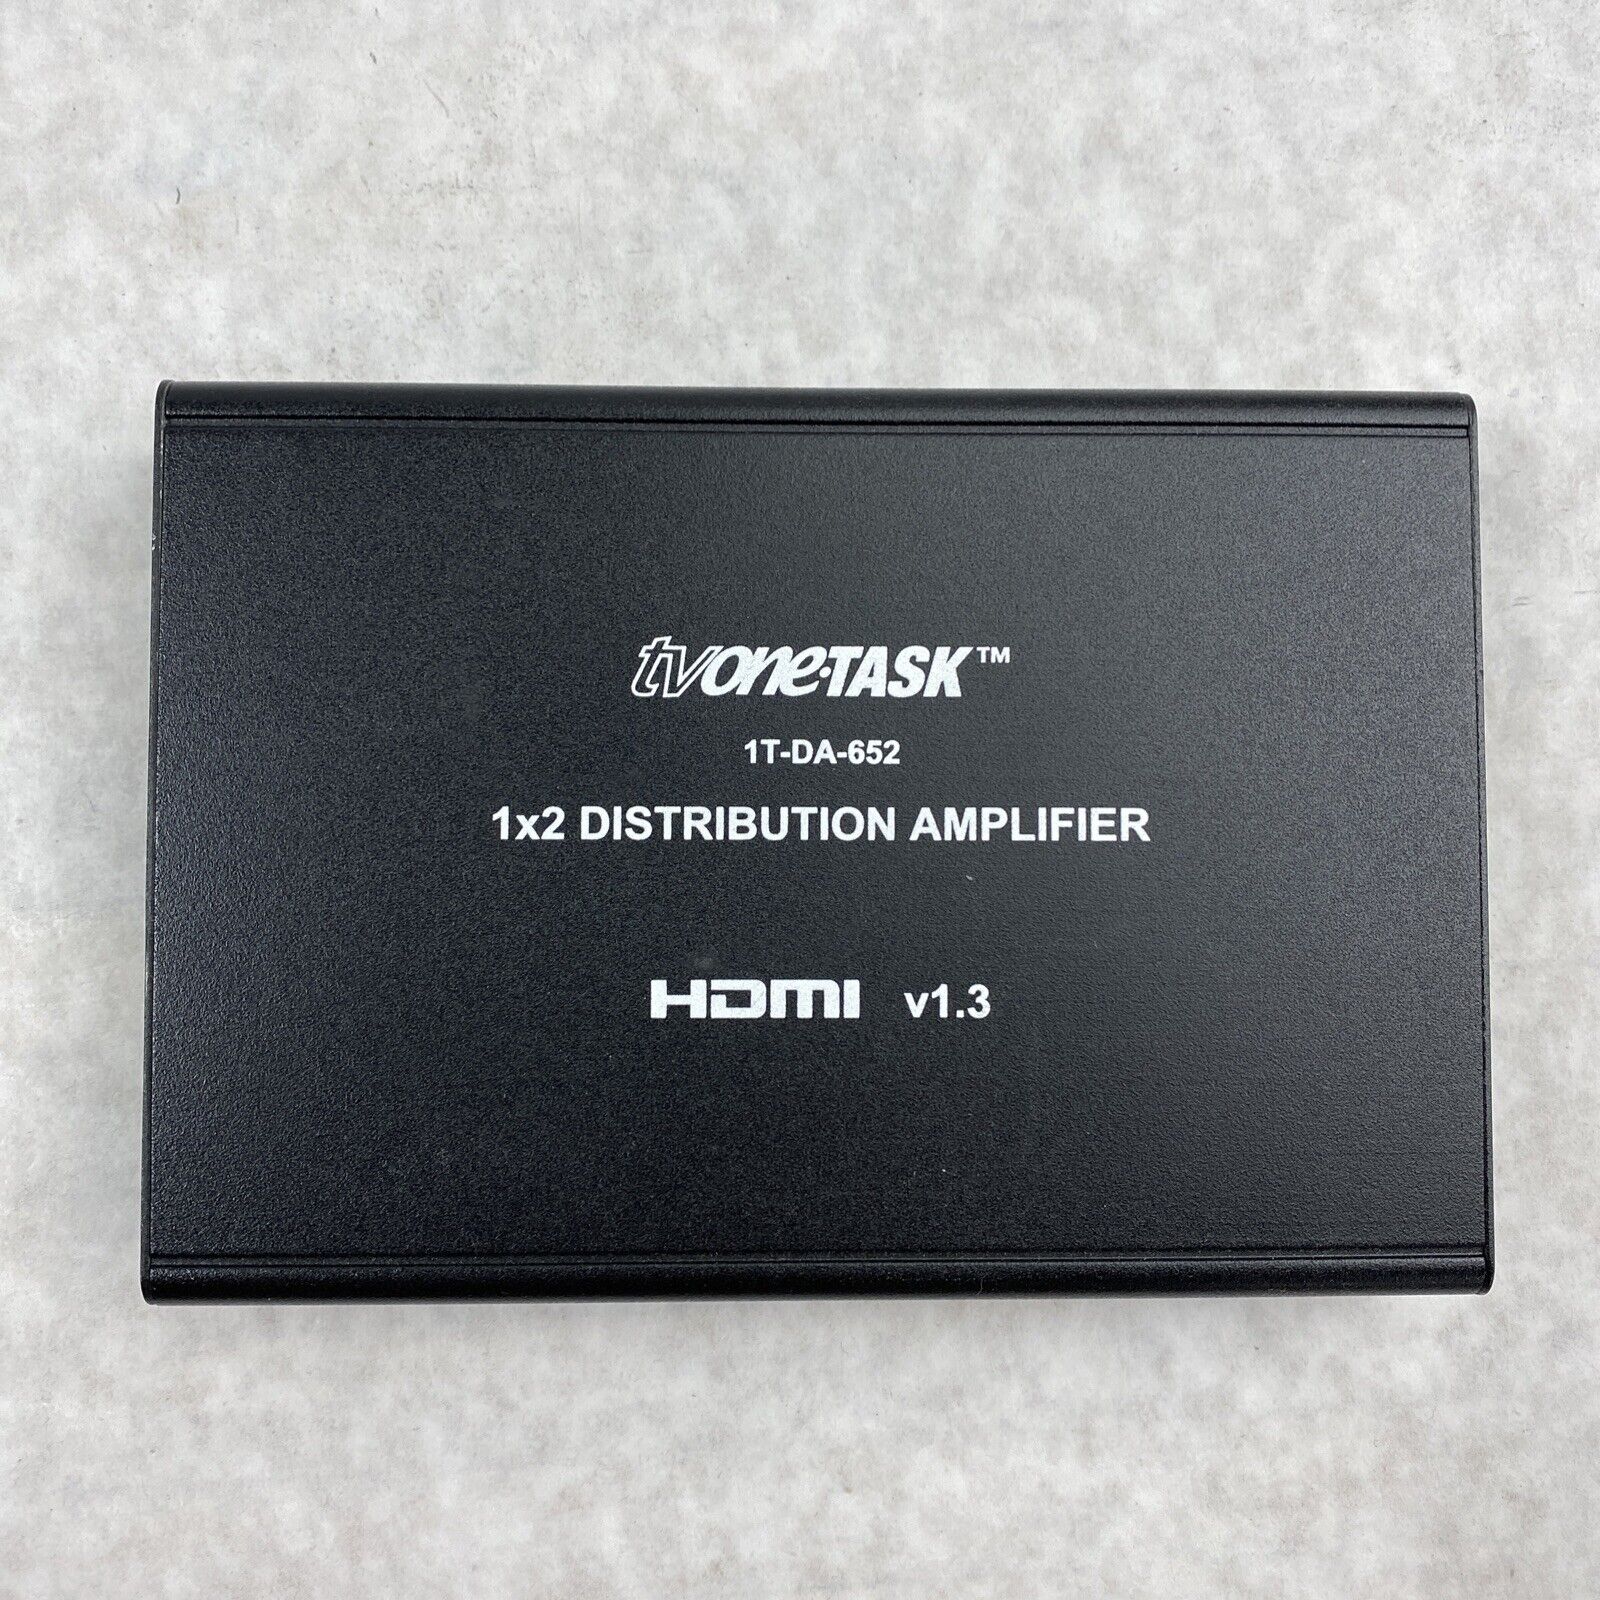 tvone·TASK™
1T-DA-652
1x2 DISTRIBUTION AMPLIFIER
HDMI v1.3